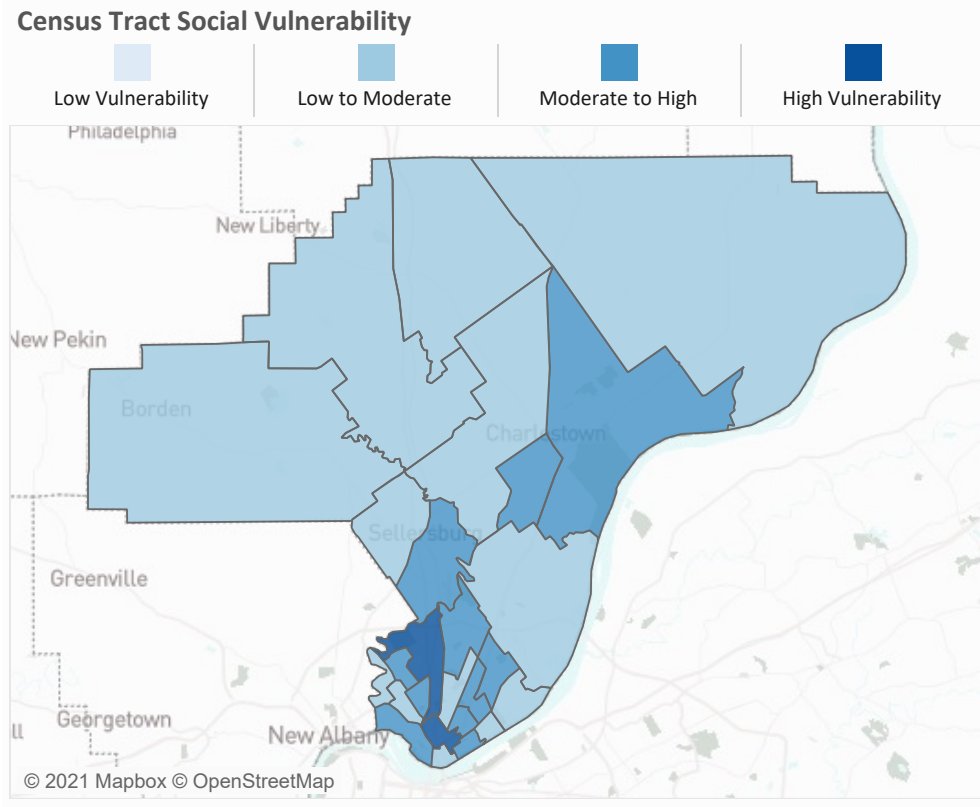 Census Tract Social Vulnerability
Low Vulnerability
Low to Moderate
Moderate to High
High Vulnerability
Philadelphia
New Liberty
New Pekin
Borden
Charlestown
Sellersburg
Greenville
Georgetown
ll
New Albany
© 2021 Mapbox © OpenStreetMap